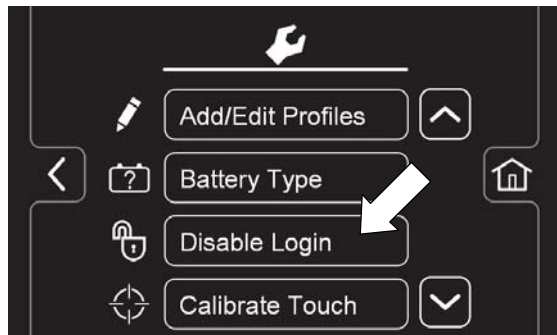 Add/Edit Profiles
Battery Type
Disable Login
Calibrate Touch